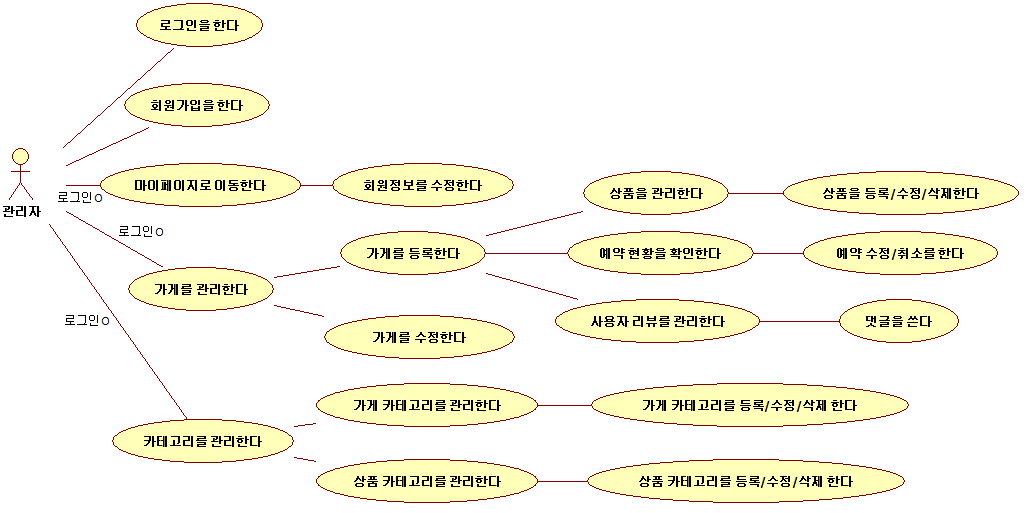 로그인을 한다
회원가입을 한다
관리자
로그인o
마이페이지로 이동한다
회원정보를 수정한다
로그인o
가게를 관리한다
가게를 등록한다
상품을 관리한다
상품을 등록/수정/삭제한다
예약 현황을 확인한다
예약 수정/취소를 한다
사용자 리뷰를 관리한다
댓글을 쓴다
가게를 수정한다
로그인o
카테고리를 관리한다
가게 카테고리를 관리한다
가게 카테고리를 등록/수정/삭제 한다
상품 카테고리를 관리한다
상품 카테고리를 등록/수정/삭제 한다